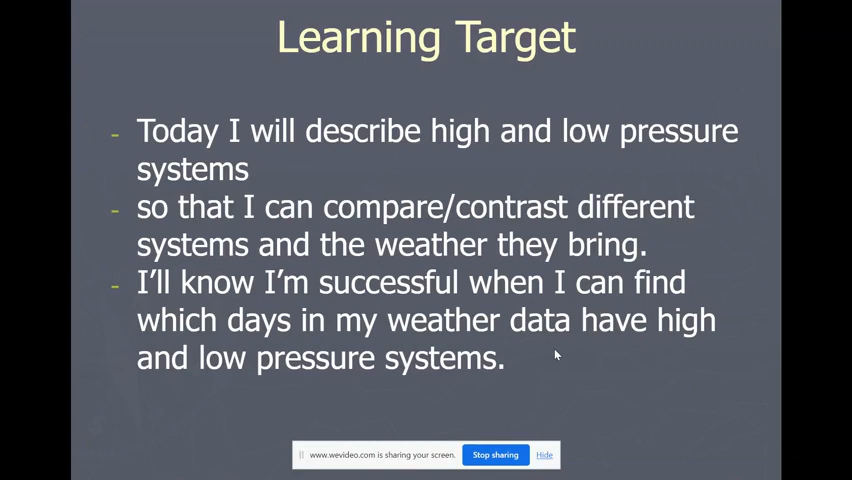 Learning Target
- Today I will describe high and low pressure
systems
- so that I can compare/contrast different
systems and the weather they bring.
- I'll know I'm successful when I can find
which days in my weather data have high
and low pressure systems.
www.wevideo.com is sharing your screen. Stop sharing Hide